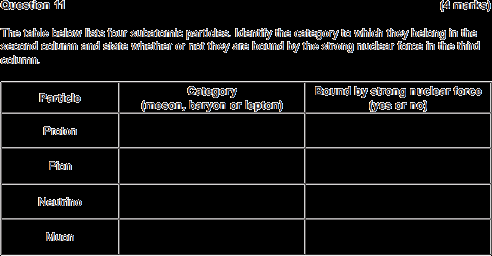 Question 11 (4 marks)
The table below lists four subatomic particles. Identify the category to which they belong in the
second column and state whether or not they are bound by the strong nuclear force in the third
column.
Particle Category (meson, baryon or lepton) Bound by strong nuclear force (yes or no)
Proton
Pion
Neutrino
Muon